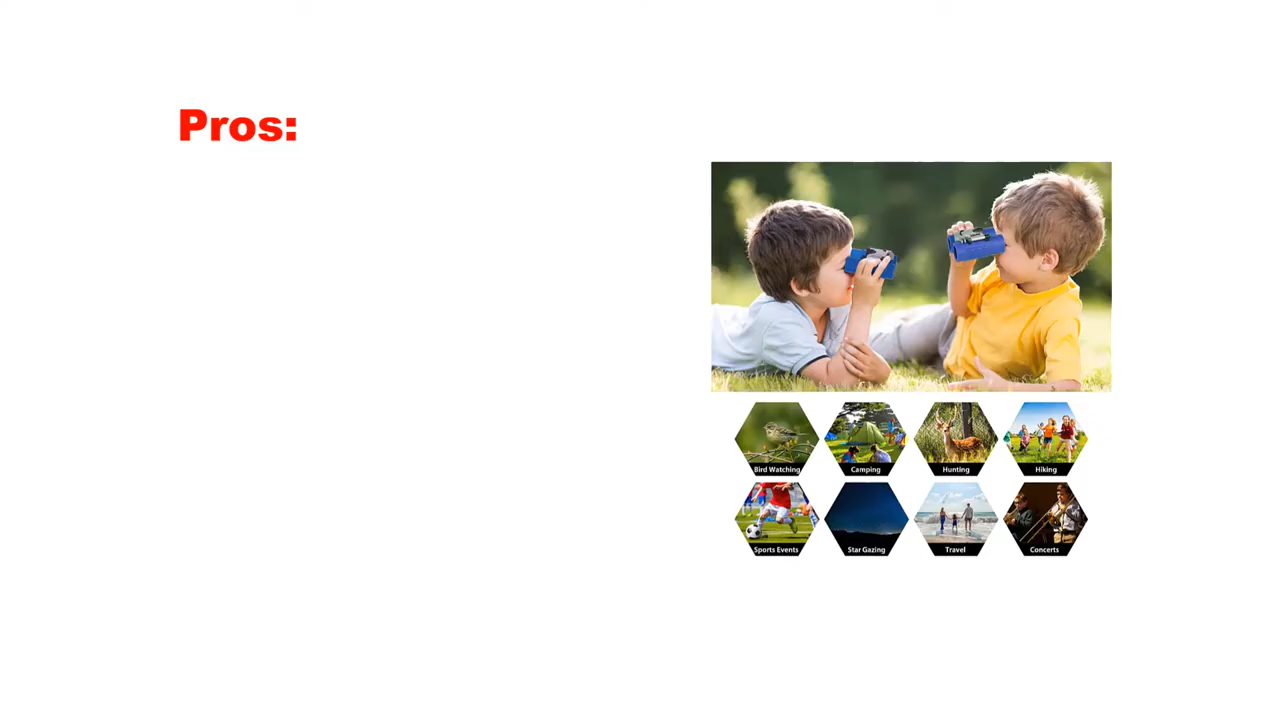 Pros:
Bird Watching
Camping
Hunting
Hiking
Sports Events
Star Gazing
Travel
Concerts